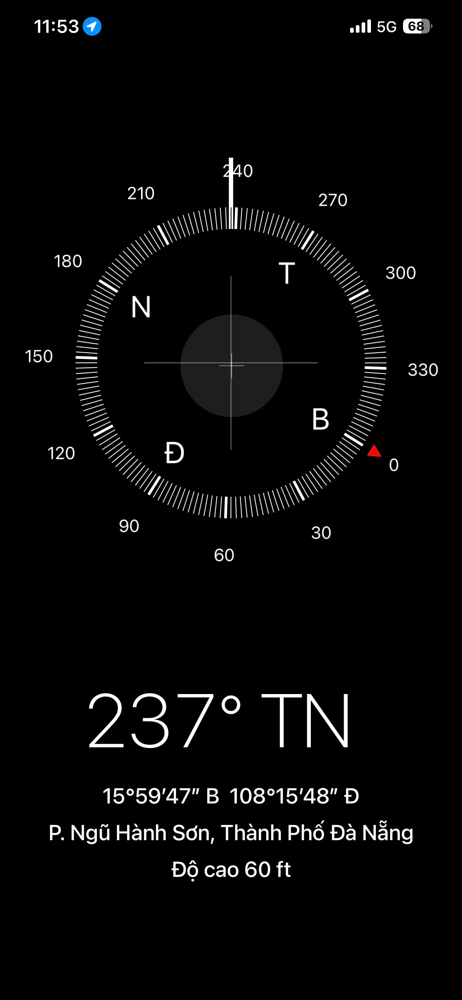 11:53 5G 68
240
210 270
180 300
T
N
150 330
B
Đ
120 0
90 30
60
237° TN
15°59′47″ B 108°15′48″ Đ
P. Ngũ Hành Sơn, Thành Phố Đà Nẵng
Độ cao 60 ft